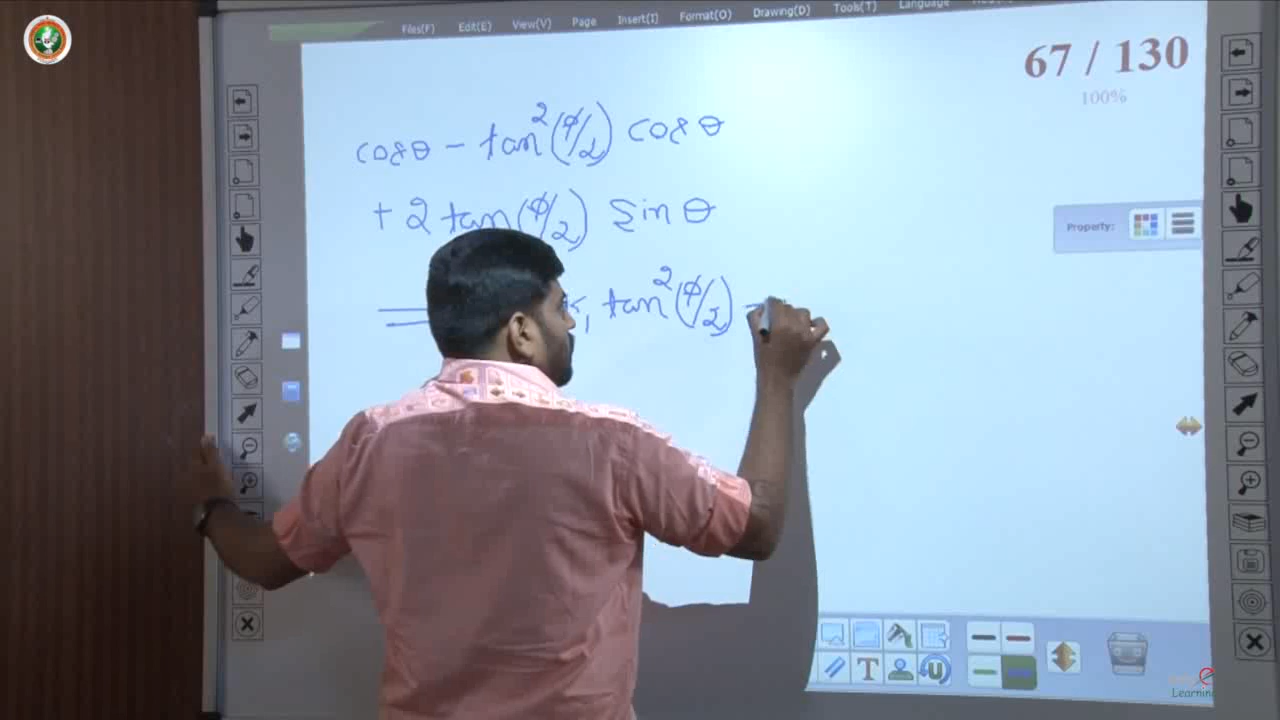 Files(F) Edit(E) View(V) Page Insert(I) Format(O) Drawing(D) Tools(T) Language
67 / 130
100%
cosθ - tan²(φ/2) cosθ
+ 2 tan(φ/2) sinθ
Property:
= , tan²(φ/2)
T
U
Learning